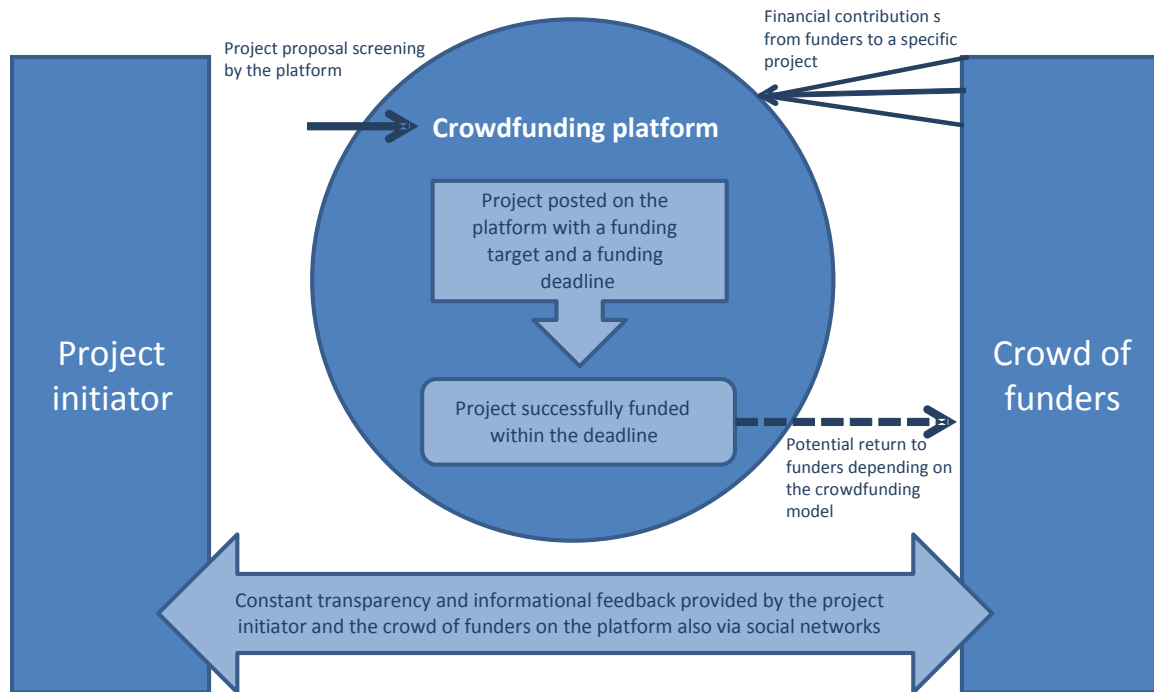 Project proposal screening
by the platform
Financial contribution s
from funders to a specific
project
Crowdfunding platform
Project posted on the
platform with a funding
target and a funding
deadline
Project
initiator
Crowd of
funders
Project successfully funded
within the deadline
Potential return to
funders depending on
the crowdfunding
model
Constant transparency and informational feedback provided by the project
initiator and the crowd of funders on the platform also via social networks